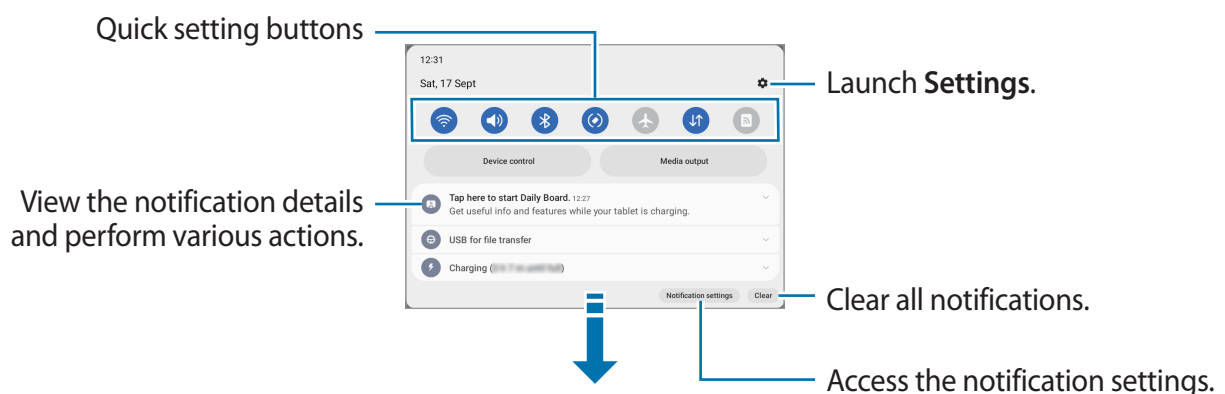 Quick setting buttons
12:31
Sat, 17 Sept
Launch Settings.
Device control
Media output
View the notification details
and perform various actions.
Tap here to start Daily Board. 12:27
Get useful info and features while your tablet is charging.
USB for file transfer
Charging (
Notification settings
Clear
Clear all notifications.
Access the notification settings.